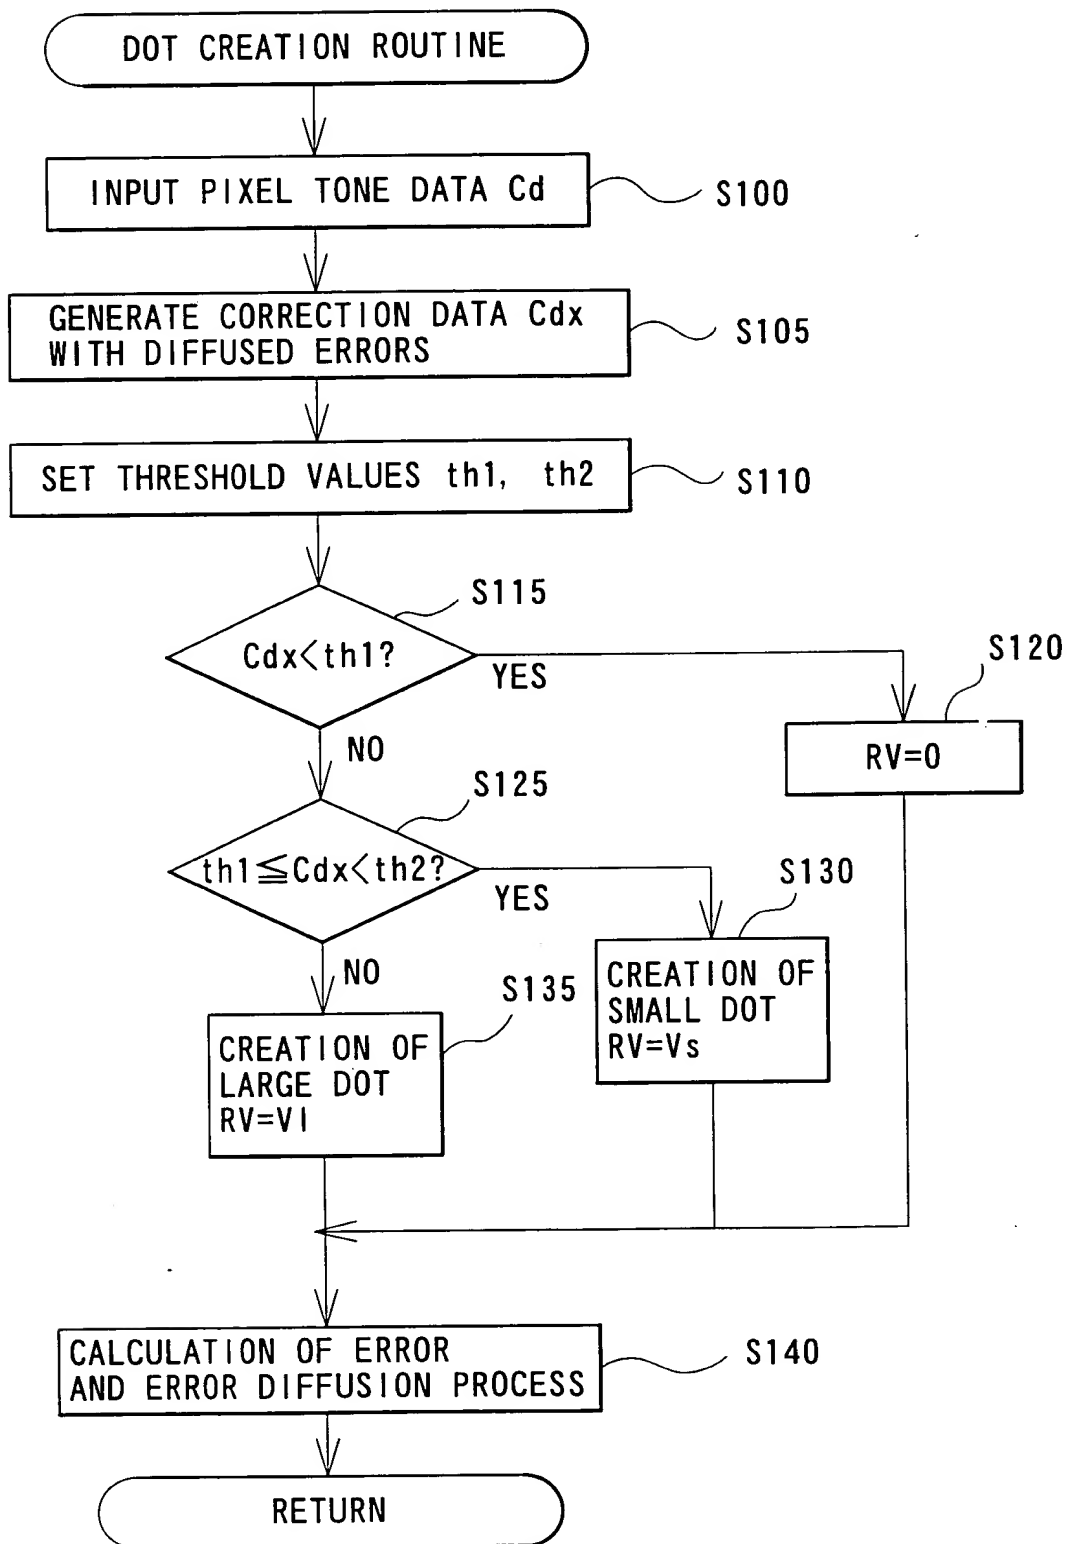 DOT CREATION ROUTINE
INPUT PIXEL TONE DATA Cd
S100
GENERATE CORRECTION DATA Cdx
WITH DIFFUSED ERRORS
S105
SET THRESHOLD VALUES th1, th2
S110
S115
Cdx<th1?
YES
S120
RV=0
NO
S125
th1≦Cdx<th2?
YES
S130
CREATION OF
SMALL DOT
RV=Vs
NO
S135
CREATION OF
LARGE DOT
RV=Vl
CALCULATION OF ERROR
AND ERROR DIFFUSION PROCESS
S140
RETURN